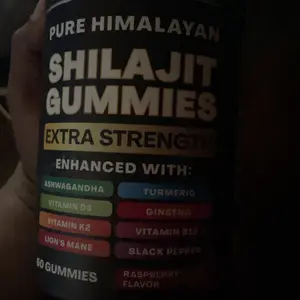 PURE HIMALAYAN
SHILAJIT
GUMMIES
EXTRA STRENGTH
ENHANCED WITH:
ASHWAGANDHA
TURMERIC
VITAMIN D3
GINSENG
VITAMIN K2
VITAMIN B12
LION'S MANE
BLACK PEPPER
60 GUMMIES
RASPBERRY
FLAVOR